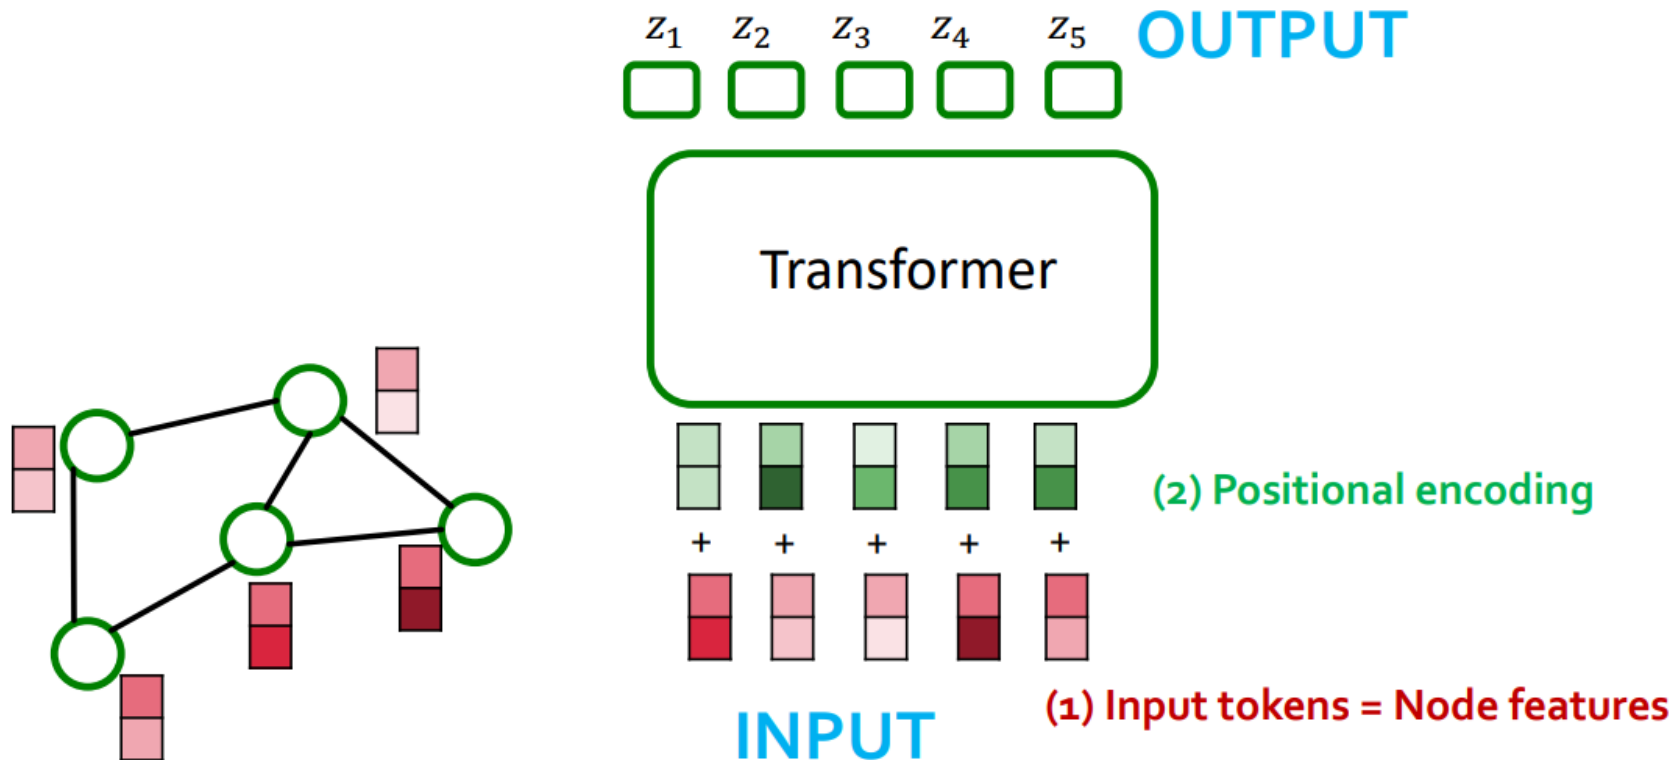 z₁ z₂ z₃ z₄ z₅ OUTPUT
Transformer
(2) Positional encoding
+ + + + +
(1) Input tokens = Node features
INPUT